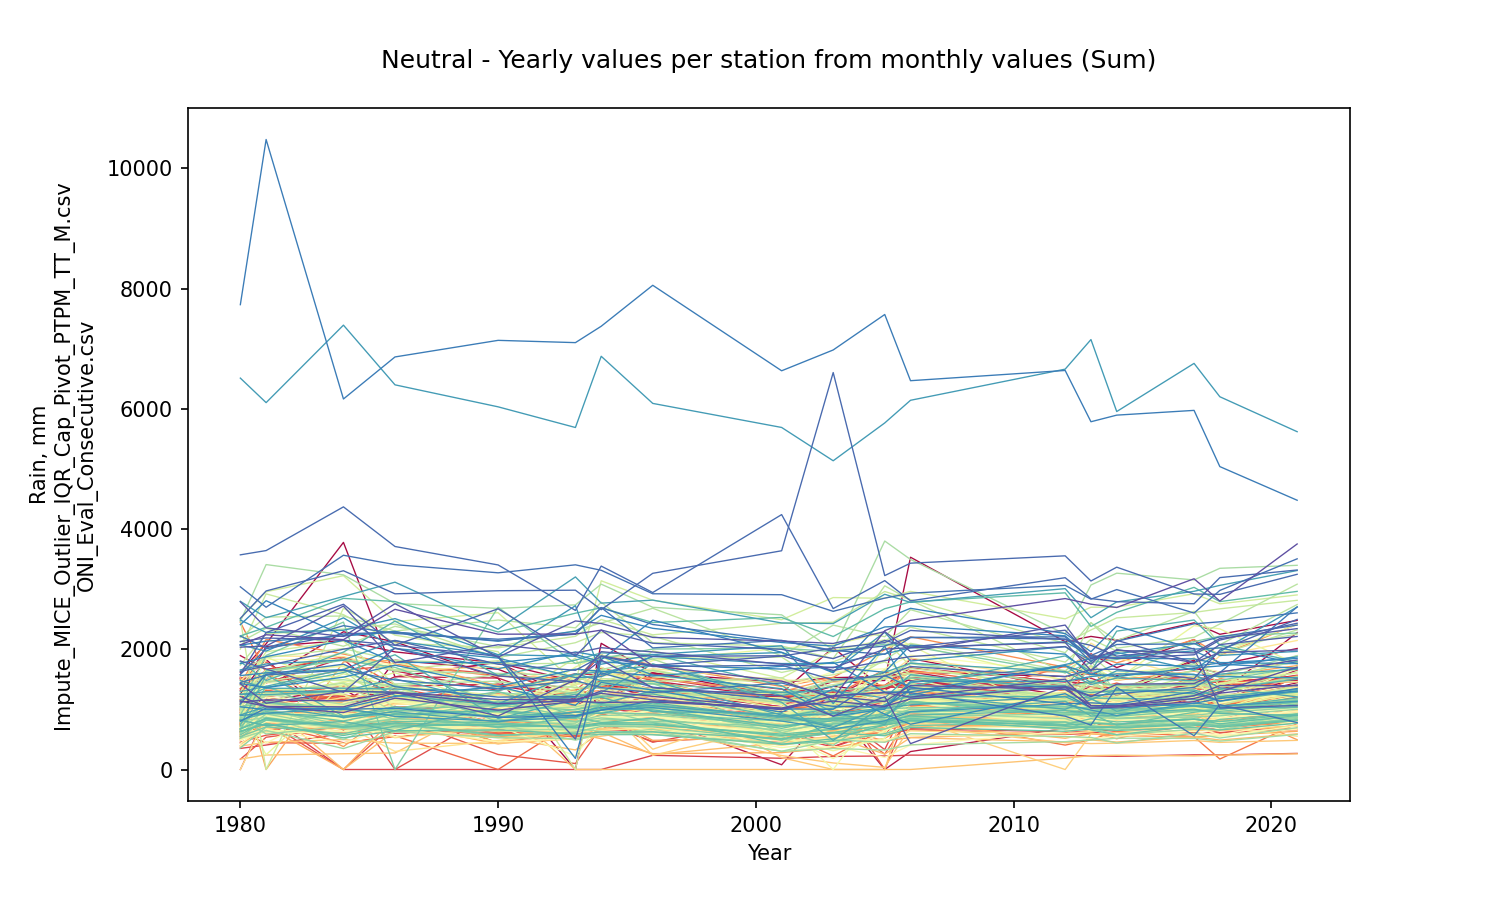 Neutral - Yearly values per station from monthly values (Sum)
Rain, mm
Impute_MICE_Outlier_IQR_Cap_Pivot_PTPM_TT_M.csv
ONI_Eval_Consecutive.csv
10000
8000
6000
4000
2000
0
1980
1990
2000
2010
2020
Year